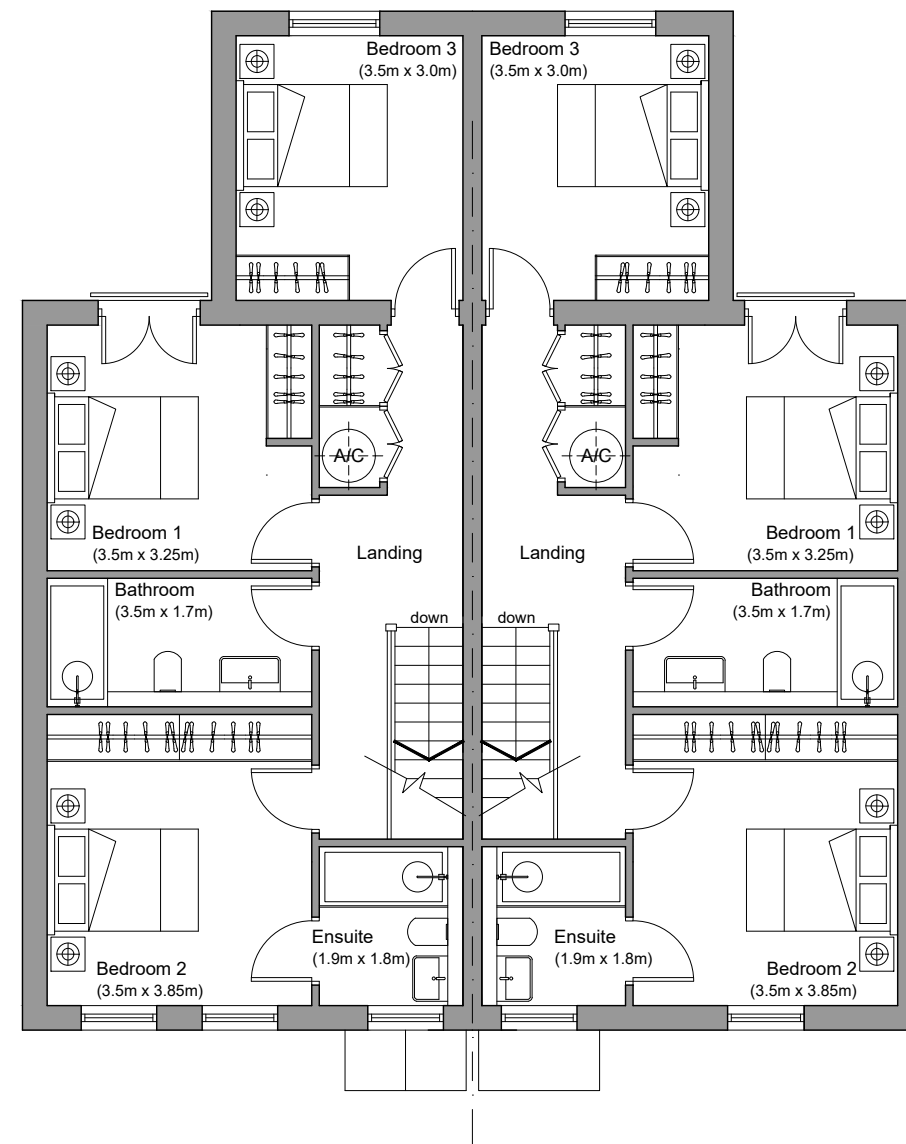 Bedroom 3
(3.5m x 3.0m)
Bedroom 3
(3.5m x 3.0m)
A/C
A/C
Bedroom 1
(3.5m x 3.25m)
Landing
Landing
Bedroom 1
(3.5m x 3.25m)
Bathroom
(3.5m x 1.7m)
down
down
Bathroom
(3.5m x 1.7m)
Ensuite
(1.9m x 1.8m)
Ensuite
(1.9m x 1.8m)
Bedroom 2
(3.5m x 3.85m)
Bedroom 2
(3.5m x 3.85m)